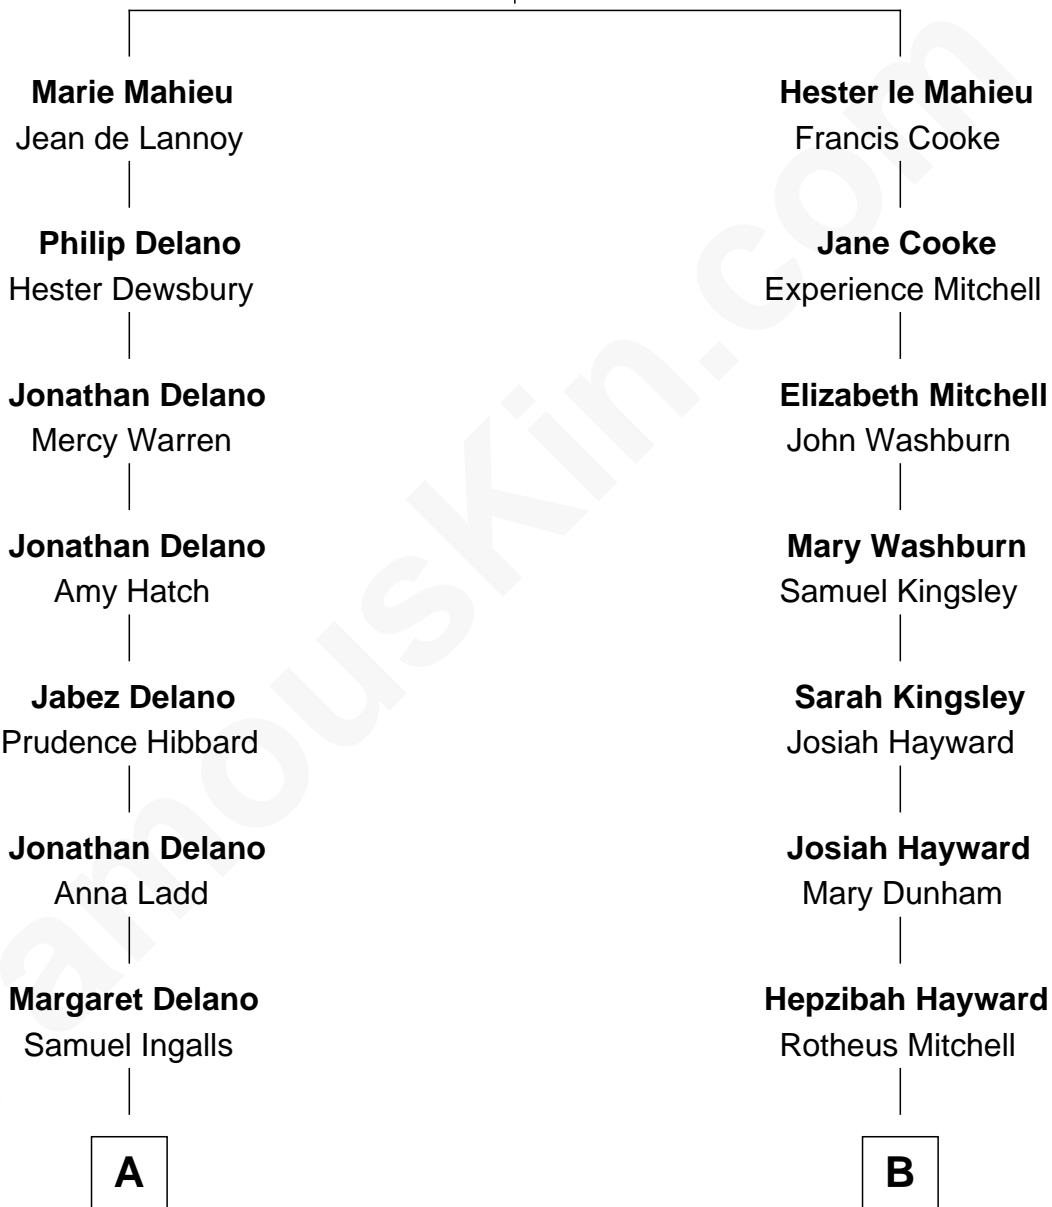 Marie Mahieu
Jean de Lannoy
Philip Delano
Hester Dewsbury
Jonathan Delano
Mercy Warren
Jonathan Delano
Amy Hatch
Jabez Delano
Prudence Hibbard
Jonathan Delano
Anna Ladd
Margaret Delano
Samuel Ingalls
A
Hester le Mahieu
Francis Cooke
Jane Cooke
Experience Mitchell
Elizabeth Mitchell
John Washburn
Mary Washburn
Samuel Kingsley
Sarah Kingsley
Josiah Hayward
Josiah Hayward
Mary Dunham
Hepzibah Hayward
Rotheus Mitchell
B
amouskin.com